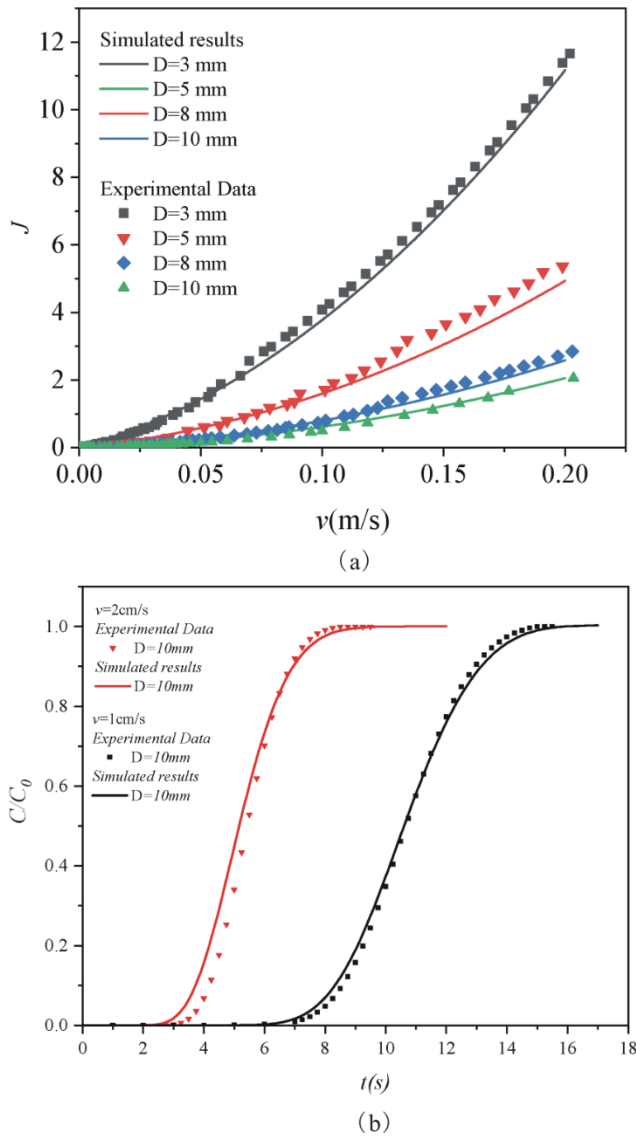 12
10
8
6
4
2
0
J
Simulated results
D=3 mm
D=5 mm
D=8 mm
D=10 mm
Experimental Data
D=3 mm
D=5 mm
D=8 mm
D=10 mm
0.00 0.05 0.10 0.15 0.20
v(m/s)
(a)
1.0
0.8
0.6
0.4
0.2
0.0
C/C₀
v=2cm/s
Experimental Data
D=10mm
Simulated results
D=10mm
v=1cm/s
Experimental Data
D=10mm
Simulated results
D=10mm
0 2 4 6 8 10 12 14 16 18
t(s)
(b)